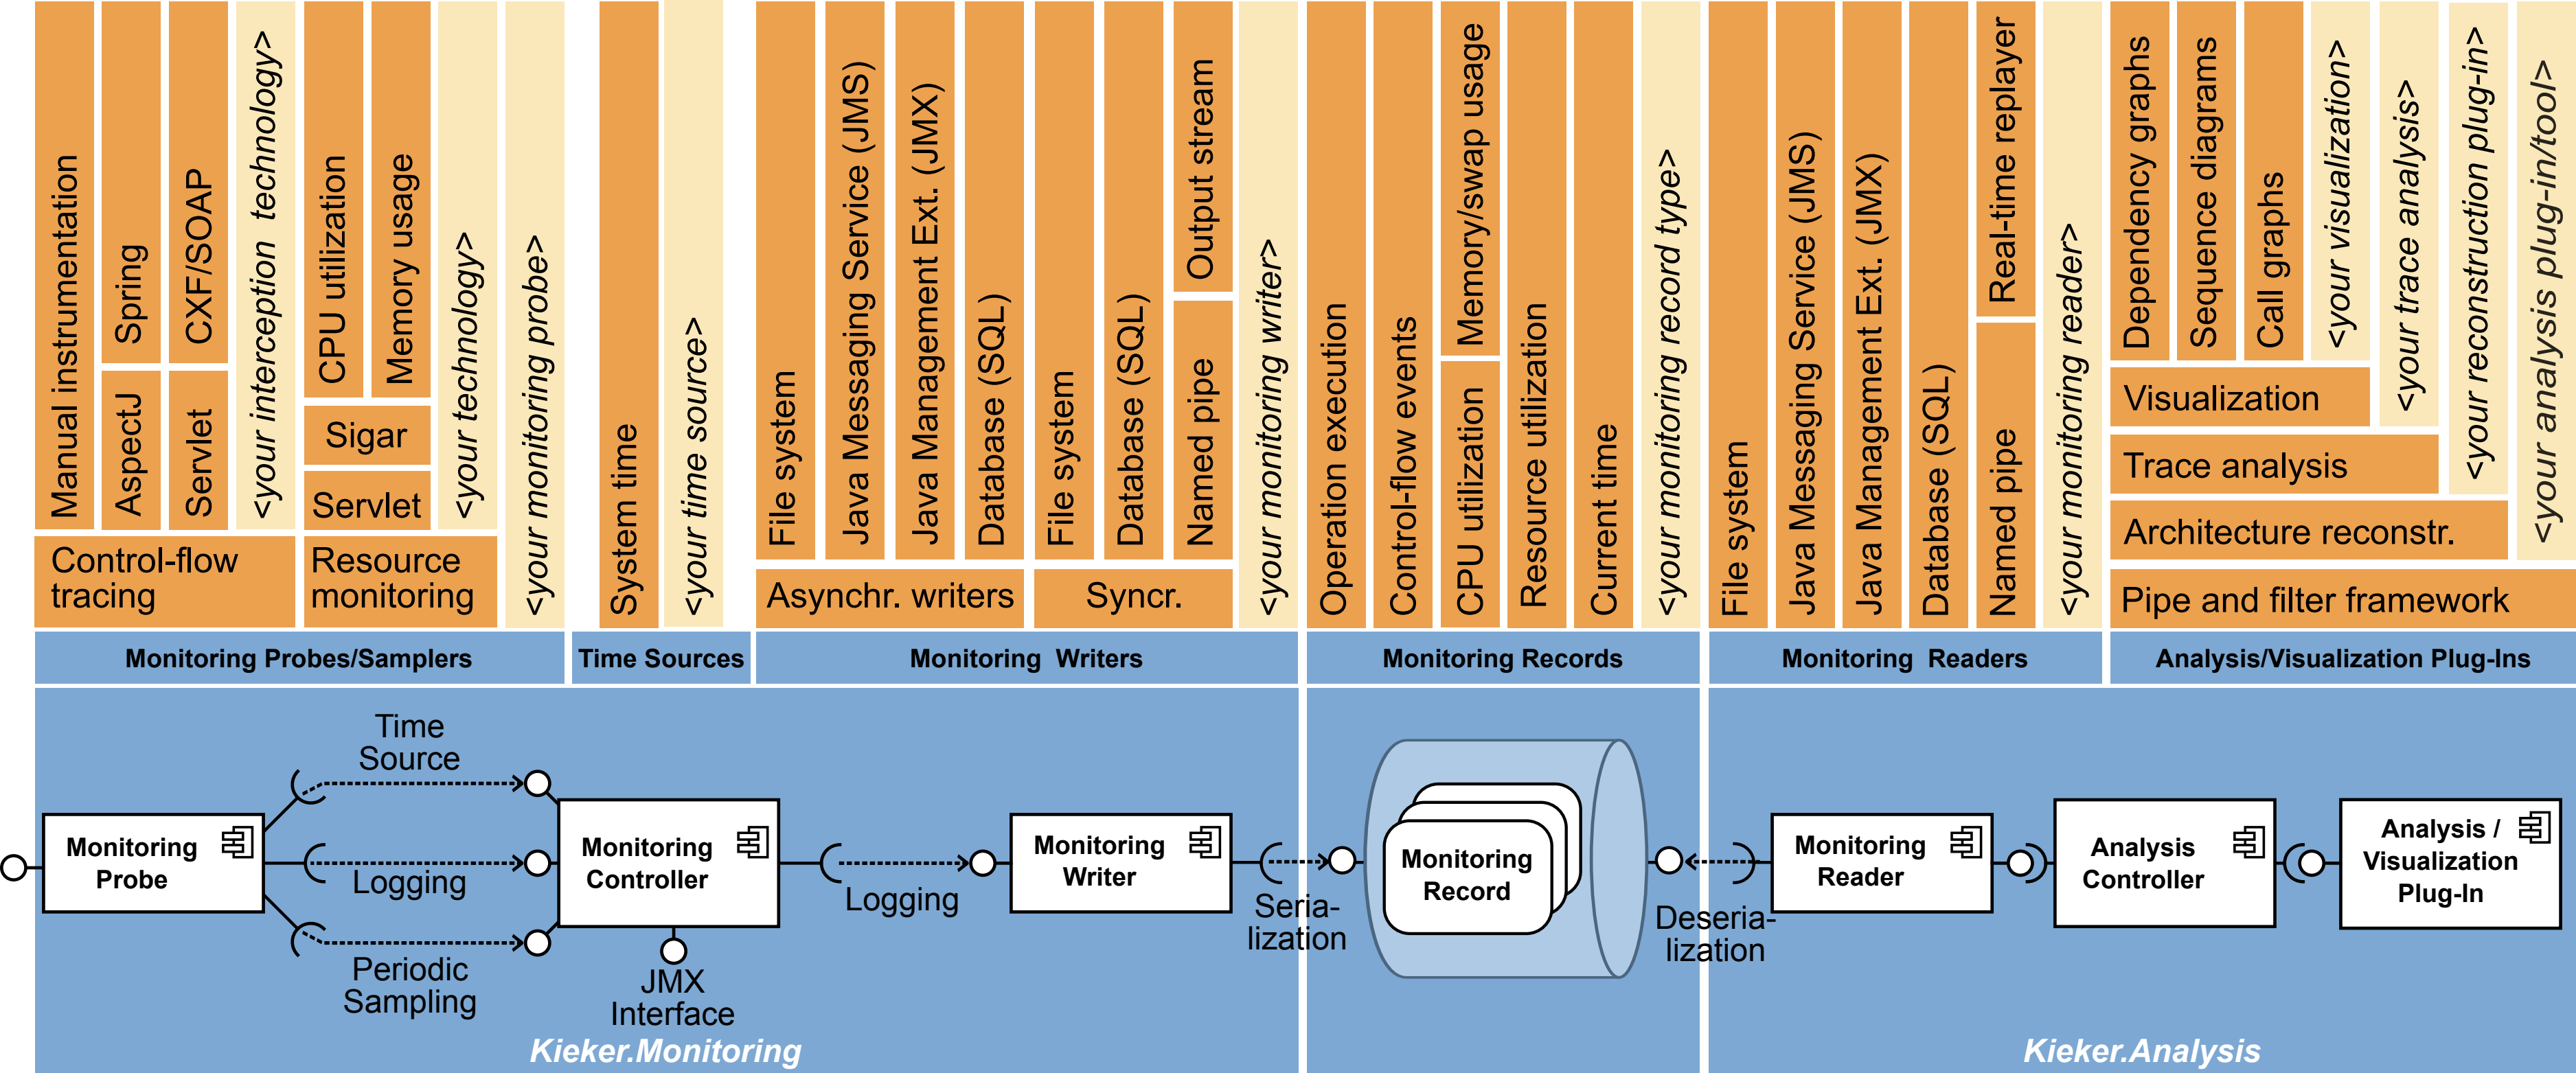 Manual instrumentation
Spring
AspectJ
CXF/SOAP
Servlet
<your interception  technology>
Control-flow
tracing
CPU utilization
Memory usage
Sigar
Servlet
<your technology>
Resource
monitoring
<your monitoring probe>
System time
<your time source>
File system
Java Messaging Service (JMS)
Java Management Ext. (JMX)
Database (SQL)
Asynchr. writers
File system
Database (SQL)
Output stream
Named pipe
Syncr.
<your monitoring writer>
Operation execution
Control-flow events
Memory/swap usage
CPU utilization
Resource utilization
Current time
<your monitoring record type>
File system
Java Messaging Service (JMS)
Java Management Ext. (JMX)
Database (SQL)
Real-time replayer
Named pipe
<your monitoring reader>
Dependency graphs
Sequence diagrams
Call graphs
<your visualization>
Visualization
<your trace analysis>
Trace analysis
<your reconstruction plug-in>
Architecture reconstr.
<your analysis plug-in/tool>
Pipe and filter framework
Monitoring Probes/Samplers
Time Sources
Monitoring Writers
Monitoring Records
Monitoring Readers
Analysis/Visualization Plug-Ins
Monitoring
Probe
Time
Source
Logging
Periodic
Sampling
Monitoring
Controller
JMX
Interface
Logging
Monitoring
Writer
Seria-
lization
Monitoring
Record
Deseria-
lization
Monitoring
Reader
Analysis
Controller
Analysis /
Visualization
Plug-In
Kieker.Monitoring
Kieker.Analysis